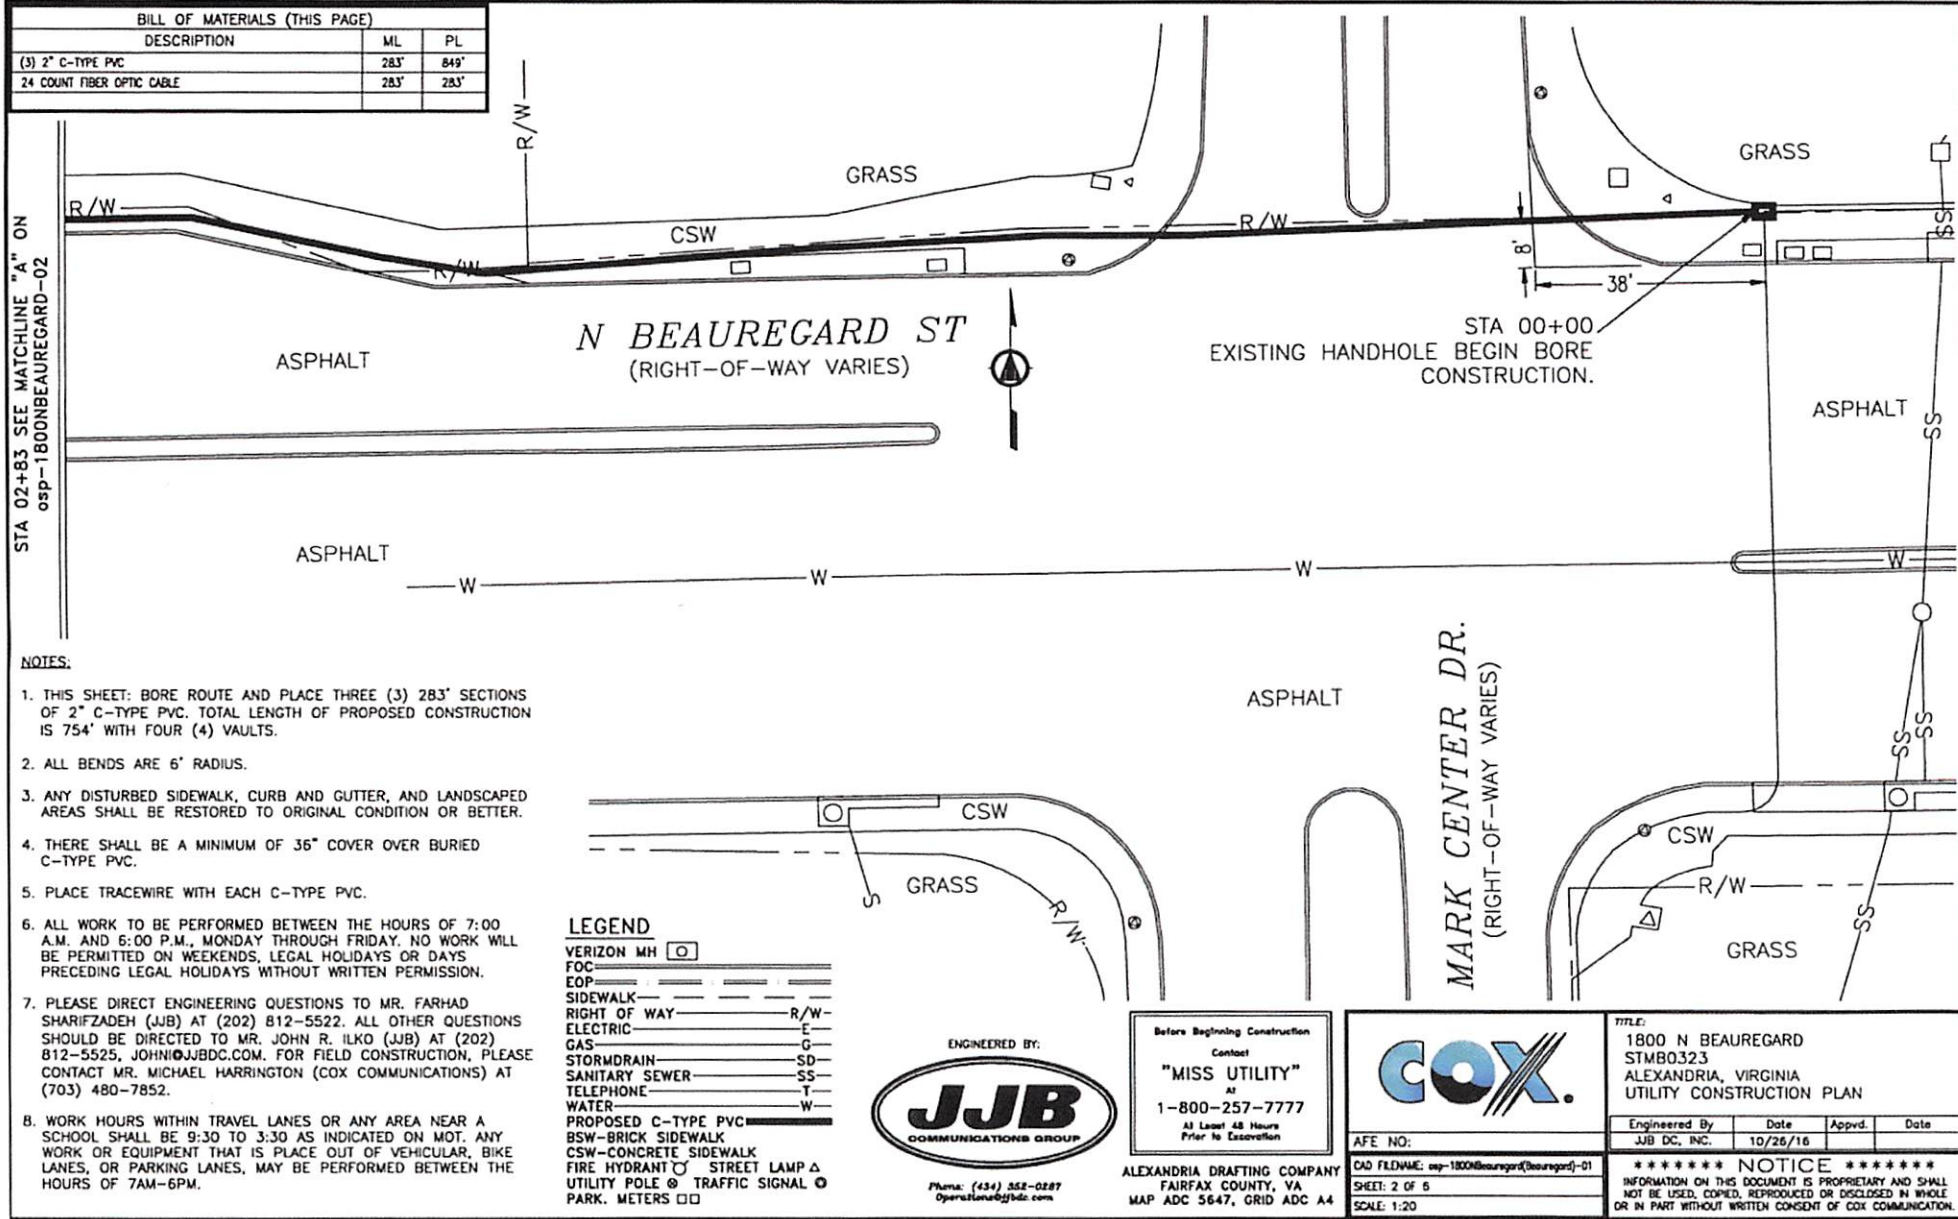 BILL OF MATERIALS (THIS PAGE)
DESCRIPTION ML PL
(3) 2" C-TYPE PVC 283' 849'
24 COUNT FIBER OPTIC CABLE 283' 283'
STA 02+83 SEE MATCHLINE "A" ON
osp-1800NBEAUREGARD-02
R/W
R/W
R/W
R/W
GRASS
CSW
GRASS
SS
8'
38'
N BEAUREGARD ST
(RIGHT-OF-WAY VARIES)
STA 00+00
EXISTING HANDHOLE BEGIN BORE
CONSTRUCTION.
ASPHALT
ASPHALT
SS
ASPHALT
W
W
W
W
ASPHALT
MARK CENTER DR.
(RIGHT-OF-WAY VARIES)
SS
SS
CSW
GRASS
S
R/W
CSW
R/W
SS
GRASS
NOTES:
1. THIS SHEET: BORE ROUTE AND PLACE THREE (3) 283' SECTIONS
OF 2" C-TYPE PVC. TOTAL LENGTH OF PROPOSED CONSTRUCTION
IS 754' WITH FOUR (4) VAULTS.
2. ALL BENDS ARE 6' RADIUS.
3. ANY DISTURBED SIDEWALK, CURB AND GUTTER, AND LANDSCAPED
AREAS SHALL BE RESTORED TO ORIGINAL CONDITION OR BETTER.
4. THERE SHALL BE A MINIMUM OF 36" COVER OVER BURIED
C-TYPE PVC.
5. PLACE TRACEWIRE WITH EACH C-TYPE PVC.
6. ALL WORK TO BE PERFORMED BETWEEN THE HOURS OF 7:00
A.M. AND 6:00 P.M., MONDAY THROUGH FRIDAY. NO WORK WILL
BE PERMITTED ON WEEKENDS, LEGAL HOLIDAYS OR DAYS
PRECEDING LEGAL HOLIDAYS WITHOUT WRITTEN PERMISSION.
7. PLEASE DIRECT ENGINEERING QUESTIONS TO MR. FARHAD
SHARIFZADEH (JJB) AT (202) 812-5522. ALL OTHER QUESTIONS
SHOULD BE DIRECTED TO MR. JOHN R. ILKO (JJB) AT (202)
812-5525, JOHNI@JJBDC.COM. FOR FIELD CONSTRUCTION, PLEASE
CONTACT MR. MICHAEL HARRINGTON (COX COMMUNICATIONS) AT
(703) 480-7852.
8. WORK HOURS WITHIN TRAVEL LANES OR ANY AREA NEAR A
SCHOOL SHALL BE 9:30 TO 3:30 AS INDICATED ON MOT. ANY
WORK OR EQUIPMENT THAT IS PLACE OUT OF VEHICULAR, BIKE
LANES, OR PARKING LANES, MAY BE PERFORMED BETWEEN THE
HOURS OF 7AM-6PM.
LEGEND
VERIZON MH
FOC
EOP
SIDEWALK
RIGHT OF WAY R/W
ELECTRIC E
GAS G
STORMDRAIN SD
SANITARY SEWER SS
TELEPHONE T
WATER W
PROPOSED C-TYPE PVC
BSW-BRICK SIDEWALK
CSW-CONCRETE SIDEWALK
FIRE HYDRANT STREET LAMP
UTILITY POLE TRAFFIC SIGNAL
PARK. METERS
ENGINEERED BY:
JJB
COMMUNICATIONS GROUP
Phone: (434) 352-0287
Operations@jjbdc.com
Before Beginning Construction
Contact
"MISS UTILITY"
At
1-800-257-7777
At Least 48 Hours
Prior to Excavation
ALEXANDRIA DRAFTING COMPANY
FAIRFAX COUNTY, VA
MAP ADC 5647, GRID ADC A4
COX.
AFE NO:
CAD FILENAME: osp-1800NBeauregard(Beauregard)-01
SHEET: 2 OF 6
SCALE: 1:20
TITLE:
1800 N BEAUREGARD
STMB0323
ALEXANDRIA, VIRGINIA
UTILITY CONSTRUCTION PLAN
Engineered By Date Appvd. Date
JJB DC, INC. 10/26/16
******* NOTICE *******
INFORMATION ON THIS DOCUMENT IS PROPRIETARY AND SHALL
NOT BE USED, COPIED, REPRODUCED OR DISCLOSED IN WHOLE
OR IN PART WITHOUT WRITTEN CONSENT OF COX COMMUNICATION